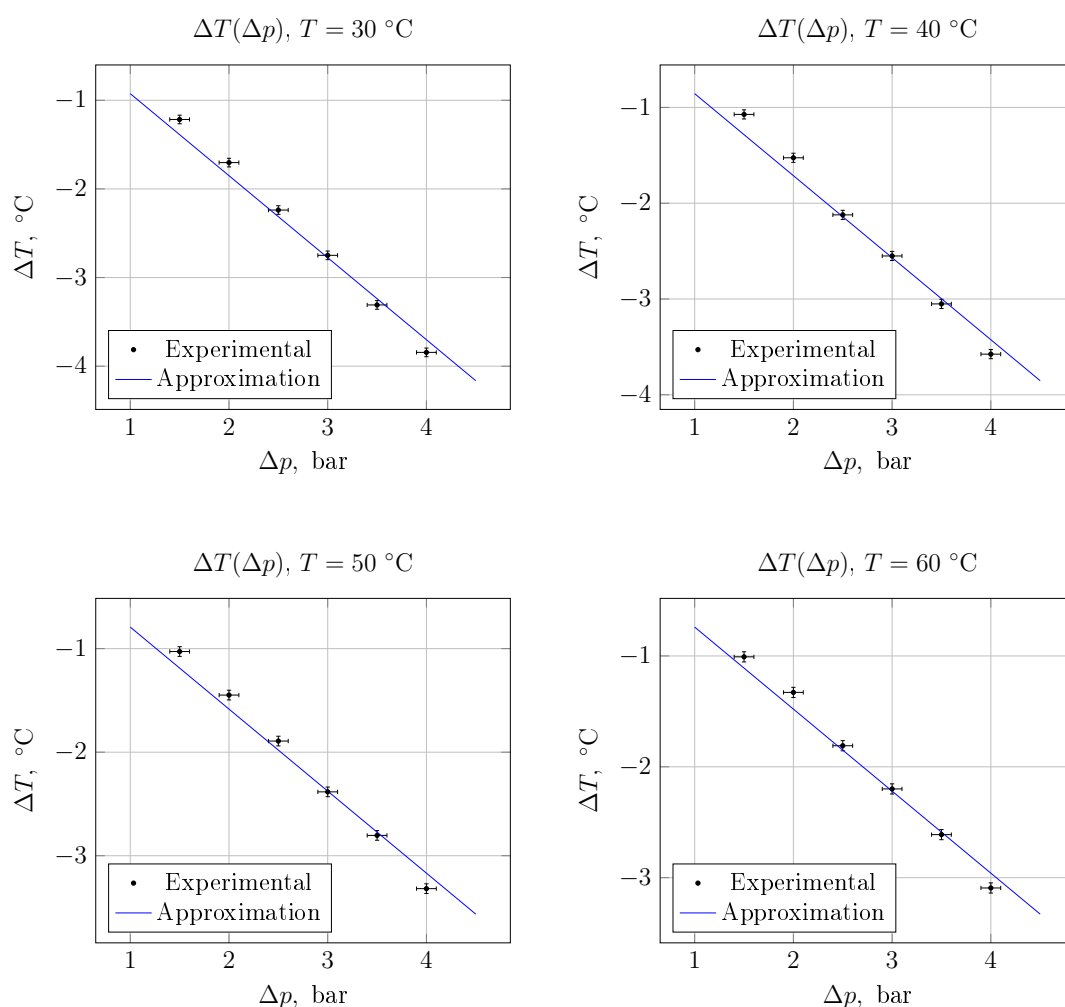 ΔT(Δp), T = 30 °C
−1
−2
−3
−4
ΔT, °C
Experimental
Approximation
1 2 3 4
Δp, bar
ΔT(Δp), T = 40 °C
−1
−2
−3
−4
ΔT, °C
Experimental
Approximation
1 2 3 4
Δp, bar
ΔT(Δp), T = 50 °C
−1
−2
−3
ΔT, °C
Experimental
Approximation
1 2 3 4
Δp, bar
ΔT(Δp), T = 60 °C
−1
−2
−3
ΔT, °C
Experimental
Approximation
1 2 3 4
Δp, bar